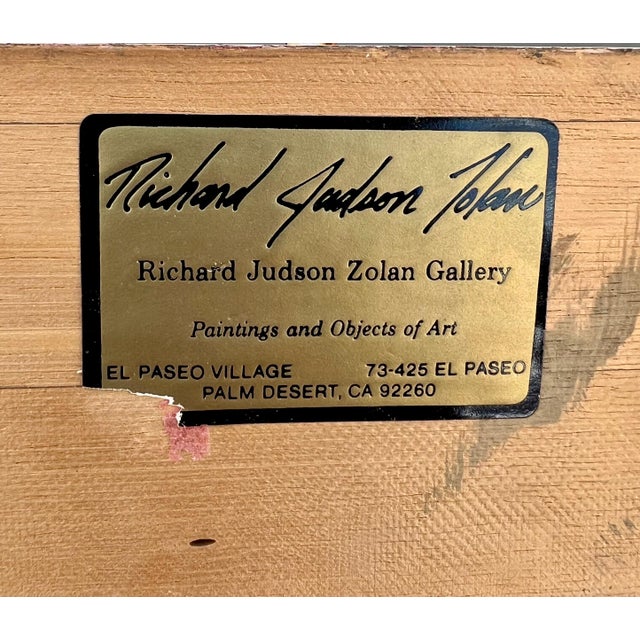 Richard Judson Zolan
Richard Judson Zolan Gallery
Paintings and Objects of Art
EL PASEO VILLAGE 73-425 EL PASEO
PALM DESERT, CA 92260